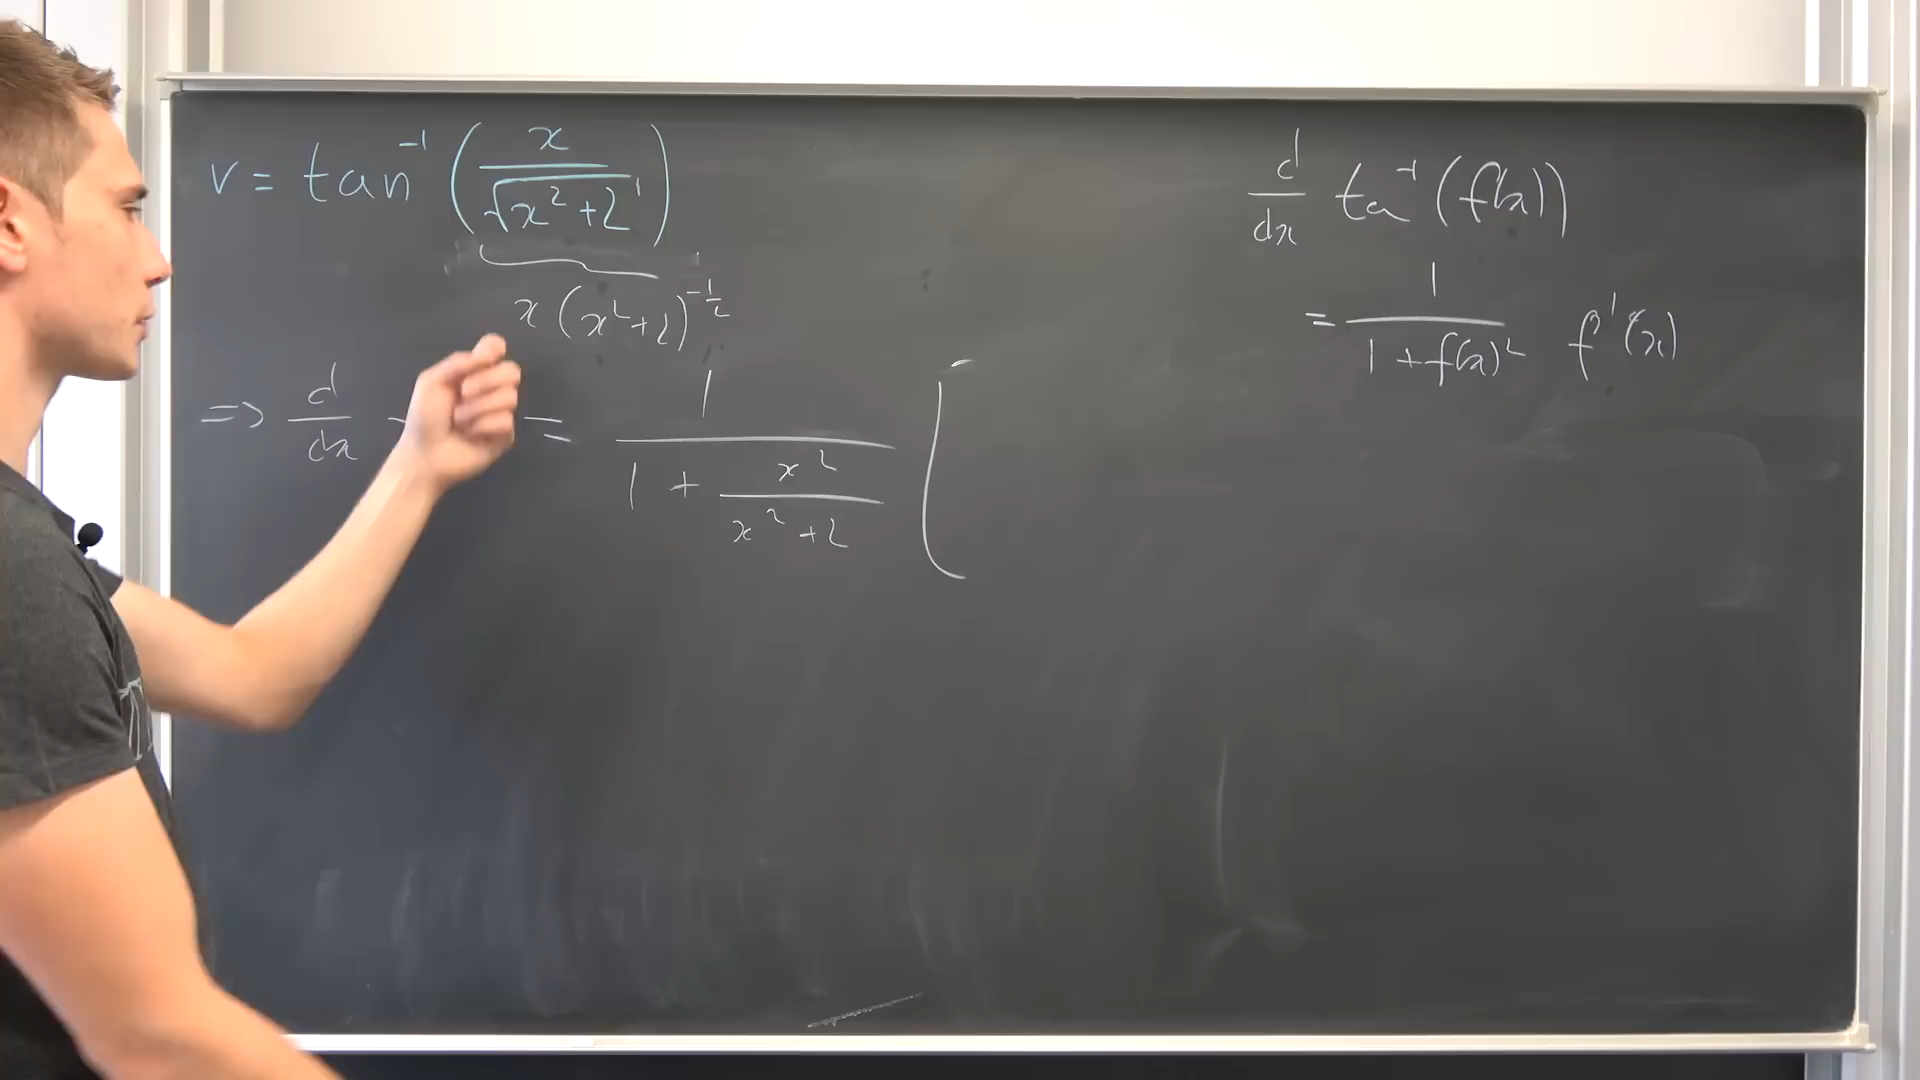 v = tan⁻¹ (x / √(x² + 2))
x (x² + 2)^(-1/2)
=> d/dx = 1 / (1 + x² / (x² + 2)) (
d/dx ta⁻¹ (f(x))
= 1 / (1 + f(x)²) f'(x)